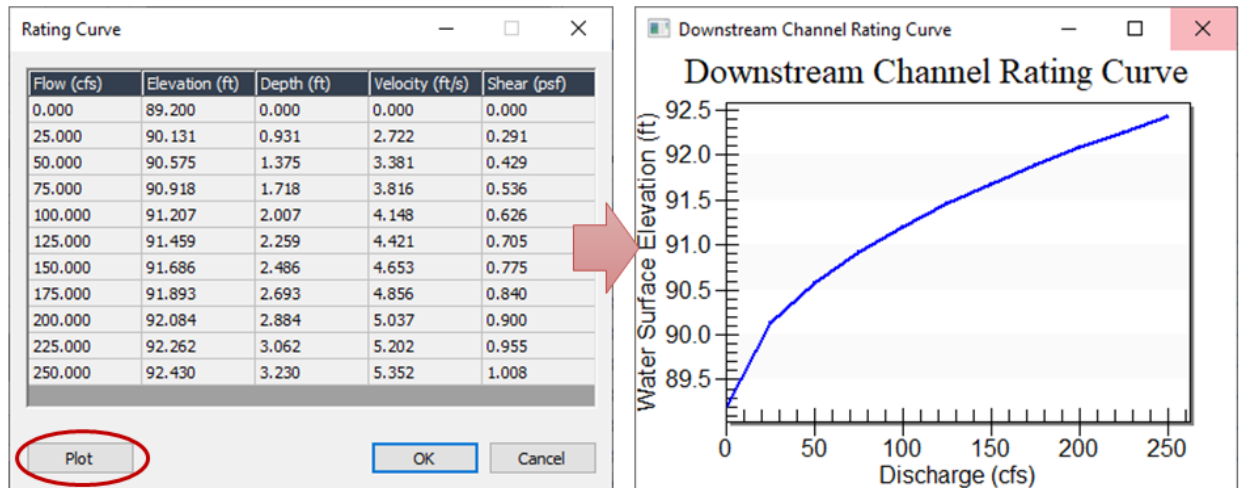 Rating Curve
Flow (cfs) Elevation (ft) Depth (ft) Velocity (ft/s) Shear (psf)
0.000 89.200 0.000 0.000 0.000
25.000 90.131 0.931 2.722 0.291
50.000 90.575 1.375 3.381 0.429
75.000 90.918 1.718 3.816 0.536
100.000 91.207 2.007 4.148 0.626
125.000 91.459 2.259 4.421 0.705
150.000 91.686 2.486 4.653 0.775
175.000 91.893 2.693 4.856 0.840
200.000 92.084 2.884 5.037 0.900
225.000 92.262 3.062 5.202 0.955
250.000 92.430 3.230 5.352 1.008
Plot OK Cancel
Downstream Channel Rating Curve
Downstream Channel Rating Curve
Water Surface Elevation (ft)
92.5
92.0
91.5
91.0
90.5
90.0
89.5
0 50 100 150 200 250
Discharge (cfs)